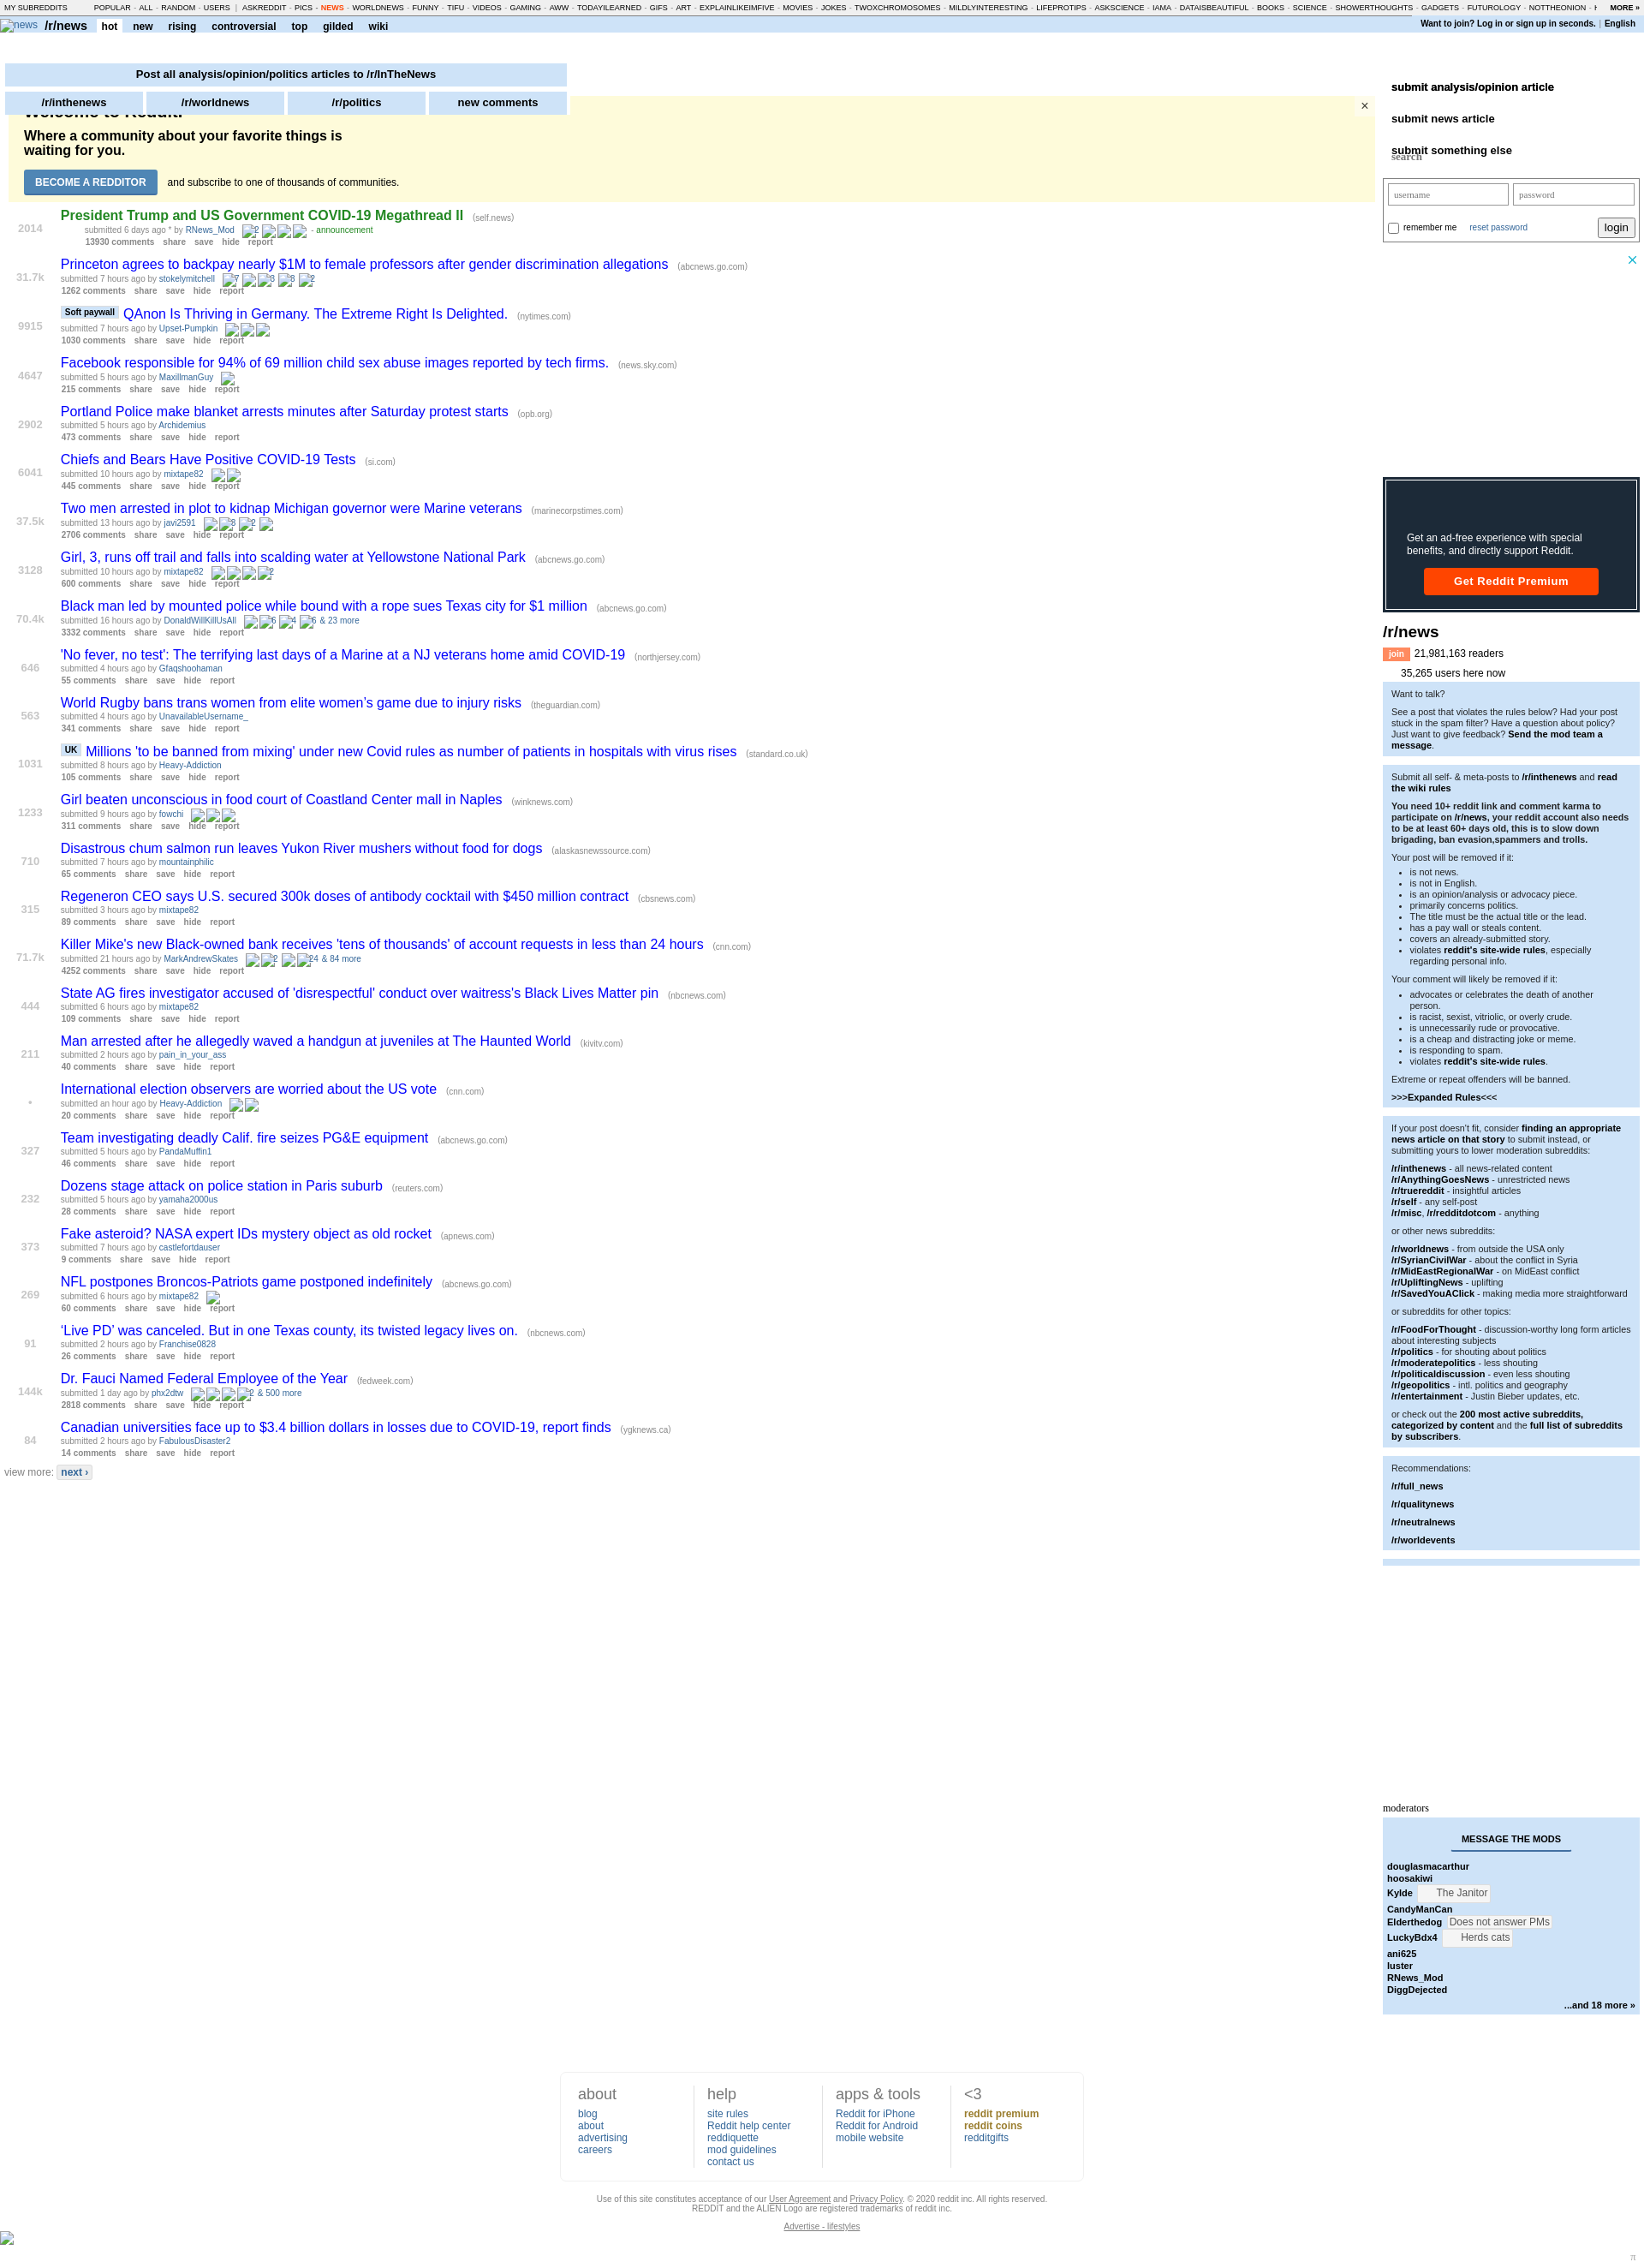 MY SUBREDDITS POPULAR - ALL - RANDOM - USERS | ASKREDDIT - PICS - NEWS - WORLDNEWS - FUNNY - TIFU - VIDEOS - GAMING - AWW - TODAYILEARNED - GIFS - ART - EXPLAINLIKEIMFIVE - MOVIES - JOKES - TWOXCHROMOSOMES - MILDLYINTERESTING - LIFEPROTIPS - ASKSCIENCE - IAMA - DATAISBEAUTIFUL - BOOKS - SCIENCE - SHOWERTHOUGHTS - GADGETS - FUTUROLOGY - NOTTHEONION - MORE »
news /r/news hot new rising controversial top gilded wiki
Want to join? Log in or sign up in seconds. | English
Post all analysis/opinion/politics articles to /r/InTheNews
/r/inthenews /r/worldnews /r/politics new comments
Welcome to Reddit!
×
Where a community about your favorite things is
waiting for you.
BECOME A REDDITOR and subscribe to one of thousands of communities.
2014
President Trump and US Government COVID-19 Megathread II (self.news)
submitted 6 days ago * by RNews_Mod 2 - announcement
13930 comments share save hide report
31.7k
Princeton agrees to backpay nearly $1M to female professors after gender discrimination allegations (abcnews.go.com)
submitted 7 hours ago by stokelymitchell 7 3 3 2
1262 comments share save hide report
9915
Soft paywall QAnon Is Thriving in Germany. The Extreme Right Is Delighted. (nytimes.com)
submitted 7 hours ago by Upset-Pumpkin
1030 comments share save hide report
4647
Facebook responsible for 94% of 69 million child sex abuse images reported by tech firms. (news.sky.com)
submitted 5 hours ago by MaxillmanGuy
215 comments share save hide report
2902
Portland Police make blanket arrests minutes after Saturday protest starts (opb.org)
submitted 5 hours ago by Archidemius
473 comments share save hide report
6041
Chiefs and Bears Have Positive COVID-19 Tests (si.com)
submitted 10 hours ago by mixtape82
445 comments share save hide report
37.5k
Two men arrested in plot to kidnap Michigan governor were Marine veterans (marinecorpstimes.com)
submitted 13 hours ago by javi2591 3 2
2706 comments share save hide report
3128
Girl, 3, runs off trail and falls into scalding water at Yellowstone National Park (abcnews.go.com)
submitted 10 hours ago by mixtape82 2
600 comments share save hide report
70.4k
Black man led by mounted police while bound with a rope sues Texas city for $1 million (abcnews.go.com)
submitted 16 hours ago by DonaldWillKillUsAll 6 4 6 & 23 more
3332 comments share save hide report
646
'No fever, no test': The terrifying last days of a Marine at a NJ veterans home amid COVID-19 (northjersey.com)
submitted 4 hours ago by Gfaqshoohaman
55 comments share save hide report
563
World Rugby bans trans women from elite women’s game due to injury risks (theguardian.com)
submitted 4 hours ago by UnavailableUsername_
341 comments share save hide report
1031
UK Millions 'to be banned from mixing' under new Covid rules as number of patients in hospitals with virus rises (standard.co.uk)
submitted 8 hours ago by Heavy-Addiction
105 comments share save hide report
1233
Girl beaten unconscious in food court of Coastland Center mall in Naples (winknews.com)
submitted 9 hours ago by fowchi
311 comments share save hide report
710
Disastrous chum salmon run leaves Yukon River mushers without food for dogs (alaskasnewssource.com)
submitted 7 hours ago by mountainphilic
65 comments share save hide report
315
Regeneron CEO says U.S. secured 300k doses of antibody cocktail with $450 million contract (cbsnews.com)
submitted 3 hours ago by mixtape82
89 comments share save hide report
71.7k
Killer Mike's new Black-owned bank receives 'tens of thousands' of account requests in less than 24 hours (cnn.com)
submitted 21 hours ago by MarkAndrewSkates 2 24 & 84 more
4252 comments share save hide report
444
State AG fires investigator accused of 'disrespectful' conduct over waitress's Black Lives Matter pin (nbcnews.com)
submitted 6 hours ago by mixtape82
109 comments share save hide report
211
Man arrested after he allegedly waved a handgun at juveniles at The Haunted World (kivitv.com)
submitted 2 hours ago by pain_in_your_ass
40 comments share save hide report
•
International election observers are worried about the US vote (cnn.com)
submitted an hour ago by Heavy-Addiction
20 comments share save hide report
327
Team investigating deadly Calif. fire seizes PG&E equipment (abcnews.go.com)
submitted 5 hours ago by PandaMuffin1
46 comments share save hide report
232
Dozens stage attack on police station in Paris suburb (reuters.com)
submitted 5 hours ago by yamaha2000us
28 comments share save hide report
373
Fake asteroid? NASA expert IDs mystery object as old rocket (apnews.com)
submitted 7 hours ago by castlefortdauser
9 comments share save hide report
269
NFL postpones Broncos-Patriots game postponed indefinitely (abcnews.go.com)
submitted 6 hours ago by mixtape82
60 comments share save hide report
91
‘Live PD’ was canceled. But in one Texas county, its twisted legacy lives on. (nbcnews.com)
submitted 2 hours ago by Franchise0828
26 comments share save hide report
144k
Dr. Fauci Named Federal Employee of the Year (fedweek.com)
submitted 1 day ago by phx2dtw 2 & 500 more
2818 comments share save hide report
84
Canadian universities face up to $3.4 billion dollars in losses due to COVID-19, report finds (ygknews.ca)
submitted 2 hours ago by FabulousDisaster2
14 comments share save hide report
view more: next ›
submit analysis/opinion article
submit news article
submit something else
search
username password
remember me reset password login
Get an ad-free experience with special
benefits, and directly support Reddit.
Get Reddit Premium
/r/news
join 21,981,163 readers
35,265 users here now
Want to talk?
See a post that violates the rules below? Had your post
stuck in the spam filter? Have a question about policy?
Just want to give feedback? Send the mod team a
message.
Submit all self- & meta-posts to /r/inthenews and read
the wiki rules
You need 10+ reddit link and comment karma to
participate on /r/news, your reddit account also needs
to be at least 60+ days old, this is to slow down
brigading, ban evasion,spammers and trolls.
Your post will be removed if it:
• is not news.
• is not in English.
• is an opinion/analysis or advocacy piece.
• primarily concerns politics.
• The title must be the actual title or the lead.
• has a pay wall or steals content.
• covers an already-submitted story.
• violates reddit's site-wide rules, especially
regarding personal info.
Your comment will likely be removed if it:
• advocates or celebrates the death of another
person.
• is racist, sexist, vitriolic, or overly crude.
• is unnecessarily rude or provocative.
• is a cheap and distracting joke or meme.
• is responding to spam.
• violates reddit's site-wide rules.
Extreme or repeat offenders will be banned.
>>>Expanded Rules<<<
If your post doesn't fit, consider finding an appropriate
news article on that story to submit instead, or
submitting yours to lower moderation subreddits:
/r/inthenews - all news-related content
/r/AnythingGoesNews - unrestricted news
/r/truereddit - insightful articles
/r/self - any self-post
/r/misc, /r/redditdotcom - anything
or other news subreddits:
/r/worldnews - from outside the USA only
/r/SyrianCivilWar - about the conflict in Syria
/r/MidEastRegionalWar - on MidEast conflict
/r/UpliftingNews - uplifting
/r/SavedYouAClick - making media more straightforward
or subreddits for other topics:
/r/FoodForThought - discussion-worthy long form articles
about interesting subjects
/r/politics - for shouting about politics
/r/moderatepolitics - less shouting
/r/politicaldiscussion - even less shouting
/r/geopolitics - intl. politics and geography
/r/entertainment - Justin Bieber updates, etc.
or check out the 200 most active subreddits,
categorized by content and the full list of subreddits
by subscribers.
Recommendations:
/r/full_news
/r/qualitynews
/r/neutralnews
/r/worldevents
moderators
MESSAGE THE MODS
douglasmacarthur
hoosakiwi
Kylde The Janitor
CandyManCan
Elderthedog Does not answer PMs
LuckyBdx4 Herds cats
ani625
luster
RNews_Mod
DiggDejected
...and 18 more »
about
blog
about
advertising
careers
help
site rules
Reddit help center
reddiquette
mod guidelines
contact us
apps & tools
Reddit for iPhone
Reddit for Android
mobile website
<3
reddit premium
reddit coins
redditgifts
Use of this site constitutes acceptance of our User Agreement and Privacy Policy. © 2020 reddit inc. All rights reserved.
REDDIT and the ALIEN Logo are registered trademarks of reddit inc.
Advertise - lifestyles
π